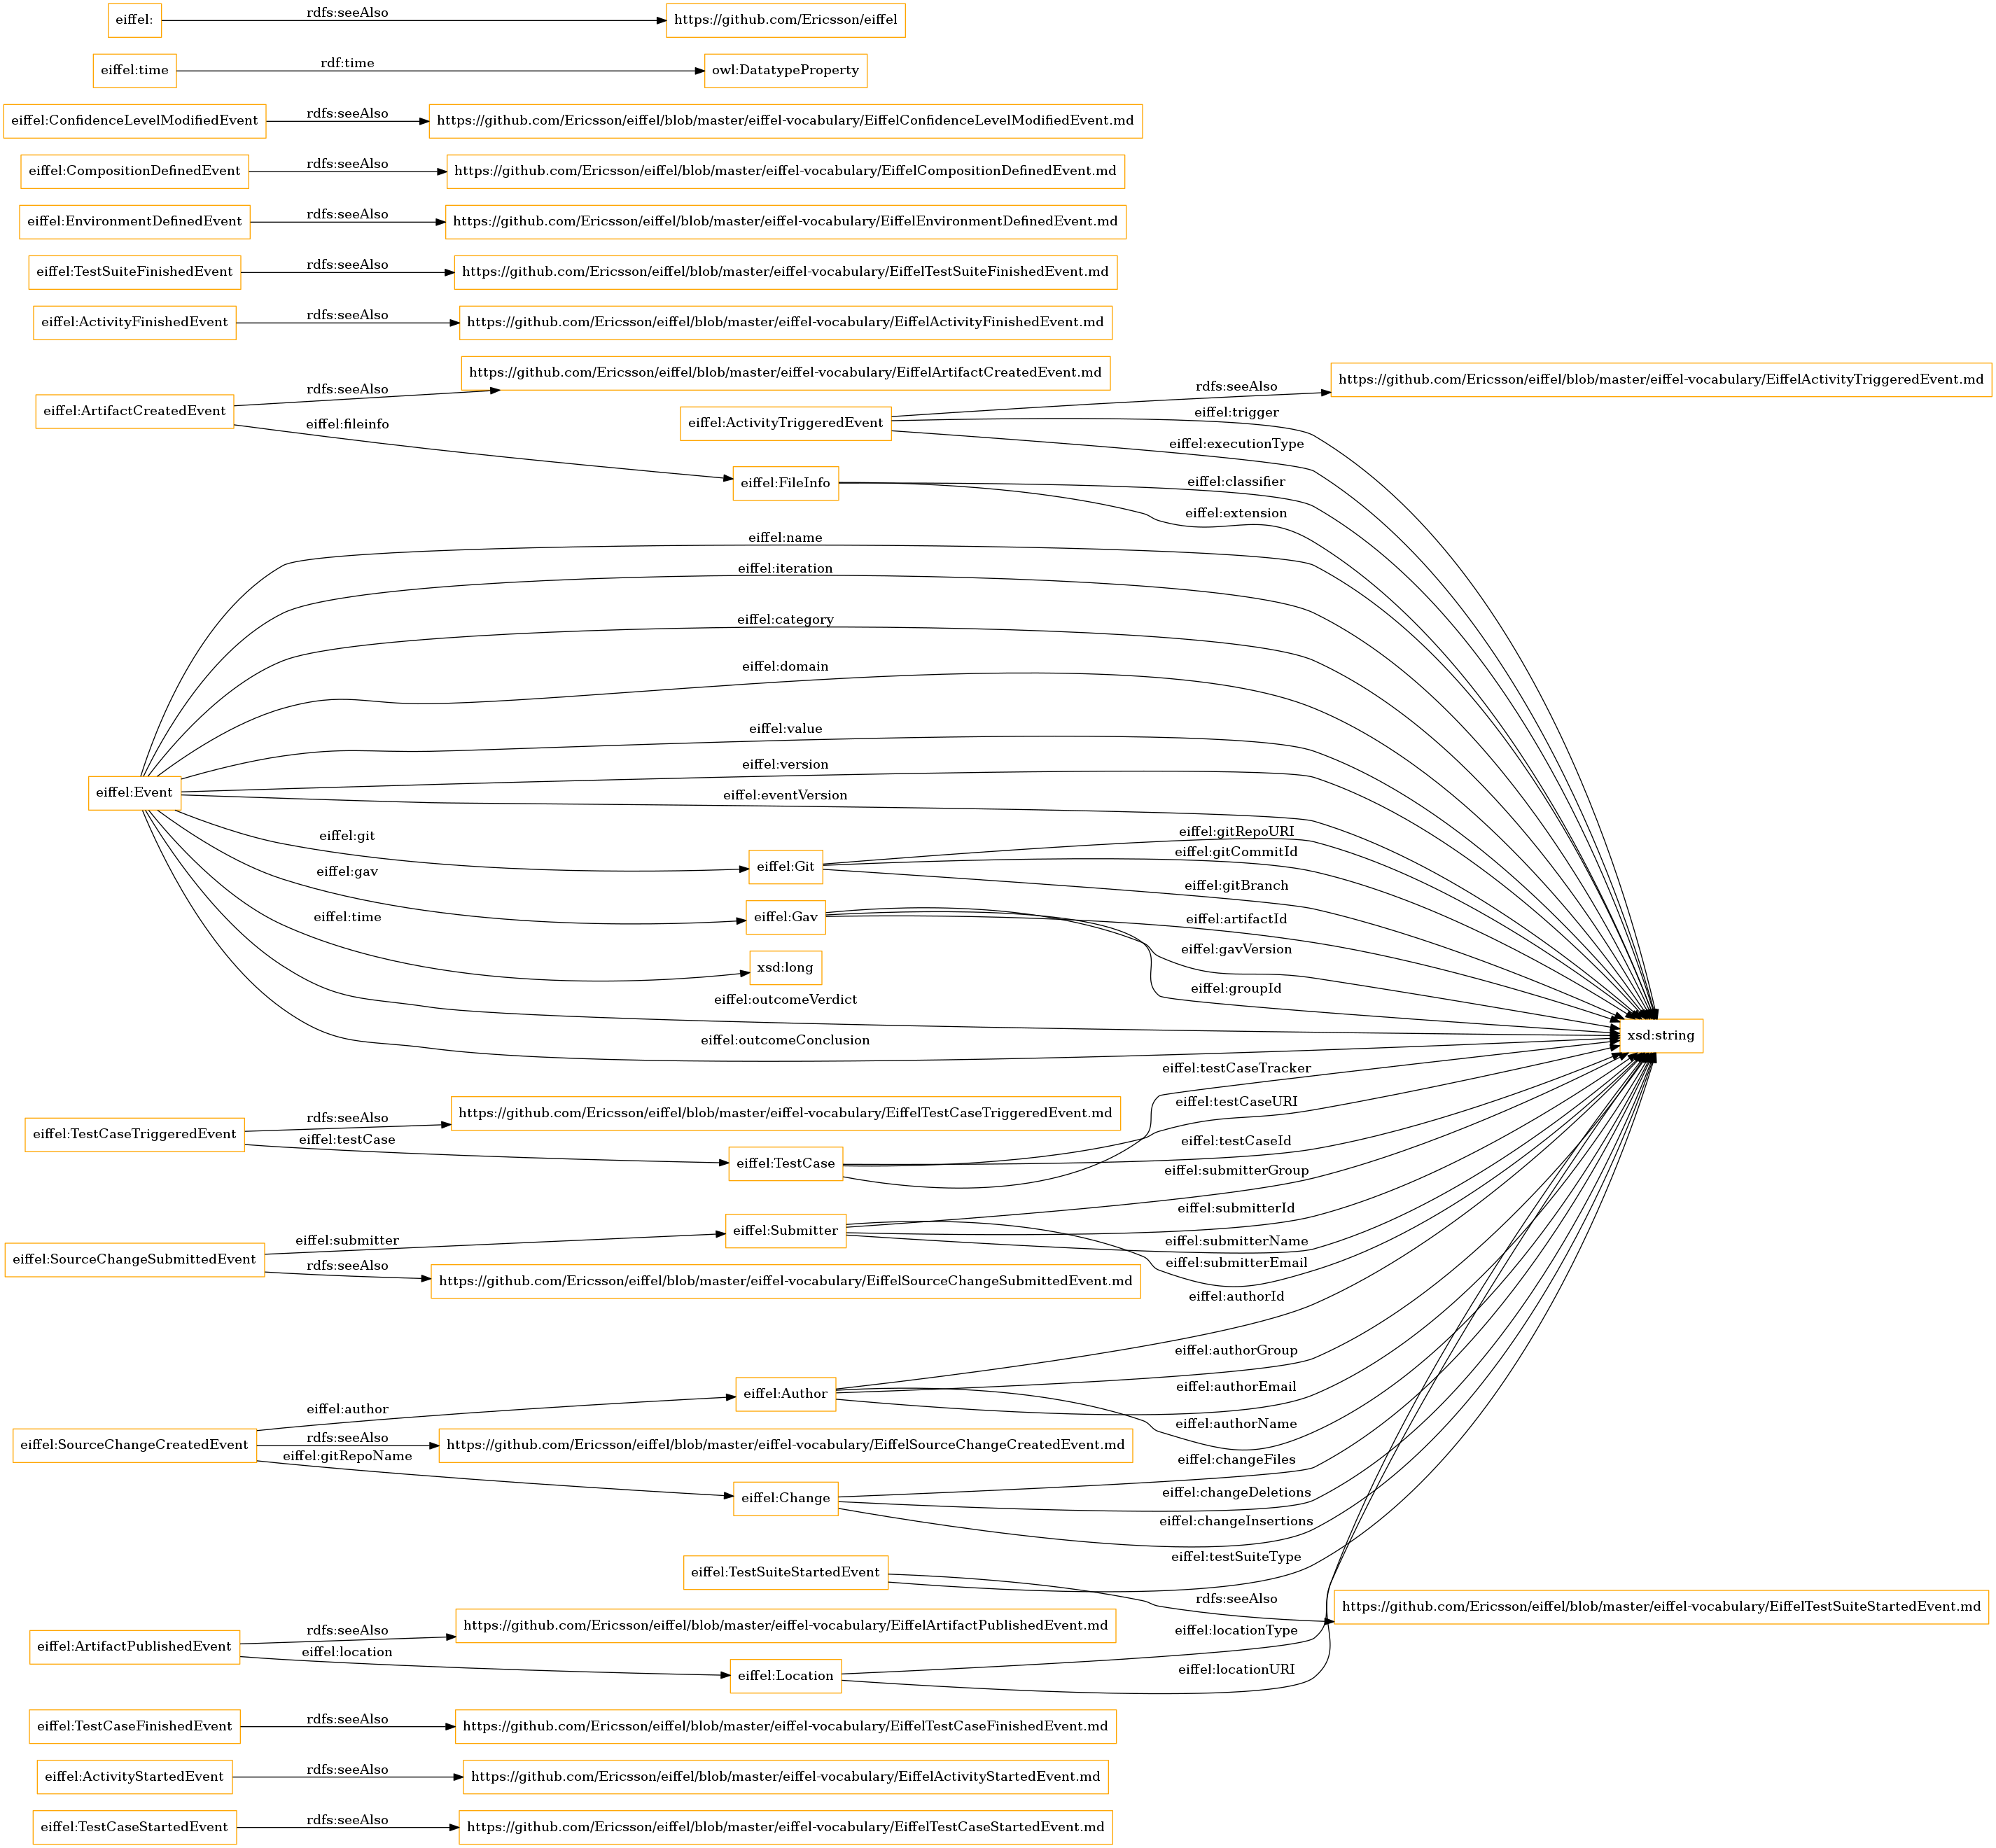 eiffel:
rdfs:seeAlso
https://github.com/Ericsson/eiffel
eiffel:time
rdf:time
owl:DatatypeProperty
eiffel:ConfidenceLevelModifiedEvent
rdfs:seeAlso
https://github.com/Ericsson/eiffel/blob/master/eiffel-vocabulary/EiffelConfidenceLevelModifiedEvent.md
eiffel:CompositionDefinedEvent
rdfs:seeAlso
https://github.com/Ericsson/eiffel/blob/master/eiffel-vocabulary/EiffelCompositionDefinedEvent.md
eiffel:EnvironmentDefinedEvent
rdfs:seeAlso
https://github.com/Ericsson/eiffel/blob/master/eiffel-vocabulary/EiffelEnvironmentDefinedEvent.md
eiffel:TestSuiteFinishedEvent
rdfs:seeAlso
https://github.com/Ericsson/eiffel/blob/master/eiffel-vocabulary/EiffelTestSuiteFinishedEvent.md
eiffel:ActivityFinishedEvent
rdfs:seeAlso
https://github.com/Ericsson/eiffel/blob/master/eiffel-vocabulary/EiffelActivityFinishedEvent.md
eiffel:ArtifactCreatedEvent
rdfs:seeAlso
https://github.com/Ericsson/eiffel/blob/master/eiffel-vocabulary/EiffelArtifactCreatedEvent.md
eiffel:fileinfo
eiffel:ActivityTriggeredEvent
rdfs:seeAlso
https://github.com/Ericsson/eiffel/blob/master/eiffel-vocabulary/EiffelActivityTriggeredEvent.md
eiffel:trigger
eiffel:executionType
eiffel:FileInfo
eiffel:classifier
eiffel:extension
eiffel:name
eiffel:iteration
eiffel:category
eiffel:domain
eiffel:value
eiffel:version
eiffel:eventVersion
eiffel:Event
eiffel:git
eiffel:Git
eiffel:gitRepoURI
eiffel:gitCommitId
eiffel:gitBranch
eiffel:gav
eiffel:Gav
eiffel:artifactId
eiffel:gavVersion
eiffel:groupId
eiffel:time
xsd:long
eiffel:outcomeVerdict
eiffel:outcomeConclusion
xsd:string
eiffel:TestCaseTriggeredEvent
rdfs:seeAlso
https://github.com/Ericsson/eiffel/blob/master/eiffel-vocabulary/EiffelTestCaseTriggeredEvent.md
eiffel:testCase
eiffel:TestCase
eiffel:testCaseTracker
eiffel:testCaseURI
eiffel:testCaseId
eiffel:SourceChangeSubmittedEvent
eiffel:submitter
eiffel:Submitter
rdfs:seeAlso
https://github.com/Ericsson/eiffel/blob/master/eiffel-vocabulary/EiffelSourceChangeSubmittedEvent.md
eiffel:submitterGroup
eiffel:submitterId
eiffel:submitterName
eiffel:submitterEmail
eiffel:SourceChangeCreatedEvent
eiffel:author
eiffel:Author
eiffel:authorId
eiffel:authorGroup
eiffel:authorEmail
eiffel:authorName
rdfs:seeAlso
https://github.com/Ericsson/eiffel/blob/master/eiffel-vocabulary/EiffelSourceChangeCreatedEvent.md
eiffel:gitRepoName
eiffel:Change
eiffel:changeFiles
eiffel:changeDeletions
eiffel:changeInsertions
eiffel:TestSuiteStartedEvent
eiffel:testSuiteType
rdfs:seeAlso
https://github.com/Ericsson/eiffel/blob/master/eiffel-vocabulary/EiffelTestSuiteStartedEvent.md
eiffel:ArtifactPublishedEvent
rdfs:seeAlso
https://github.com/Ericsson/eiffel/blob/master/eiffel-vocabulary/EiffelArtifactPublishedEvent.md
eiffel:location
eiffel:Location
eiffel:locationType
eiffel:locationURI
eiffel:TestCaseFinishedEvent
rdfs:seeAlso
https://github.com/Ericsson/eiffel/blob/master/eiffel-vocabulary/EiffelTestCaseFinishedEvent.md
eiffel:ActivityStartedEvent
rdfs:seeAlso
https://github.com/Ericsson/eiffel/blob/master/eiffel-vocabulary/EiffelActivityStartedEvent.md
eiffel:TestCaseStartedEvent
rdfs:seeAlso
https://github.com/Ericsson/eiffel/blob/master/eiffel-vocabulary/EiffelTestCaseStartedEvent.md